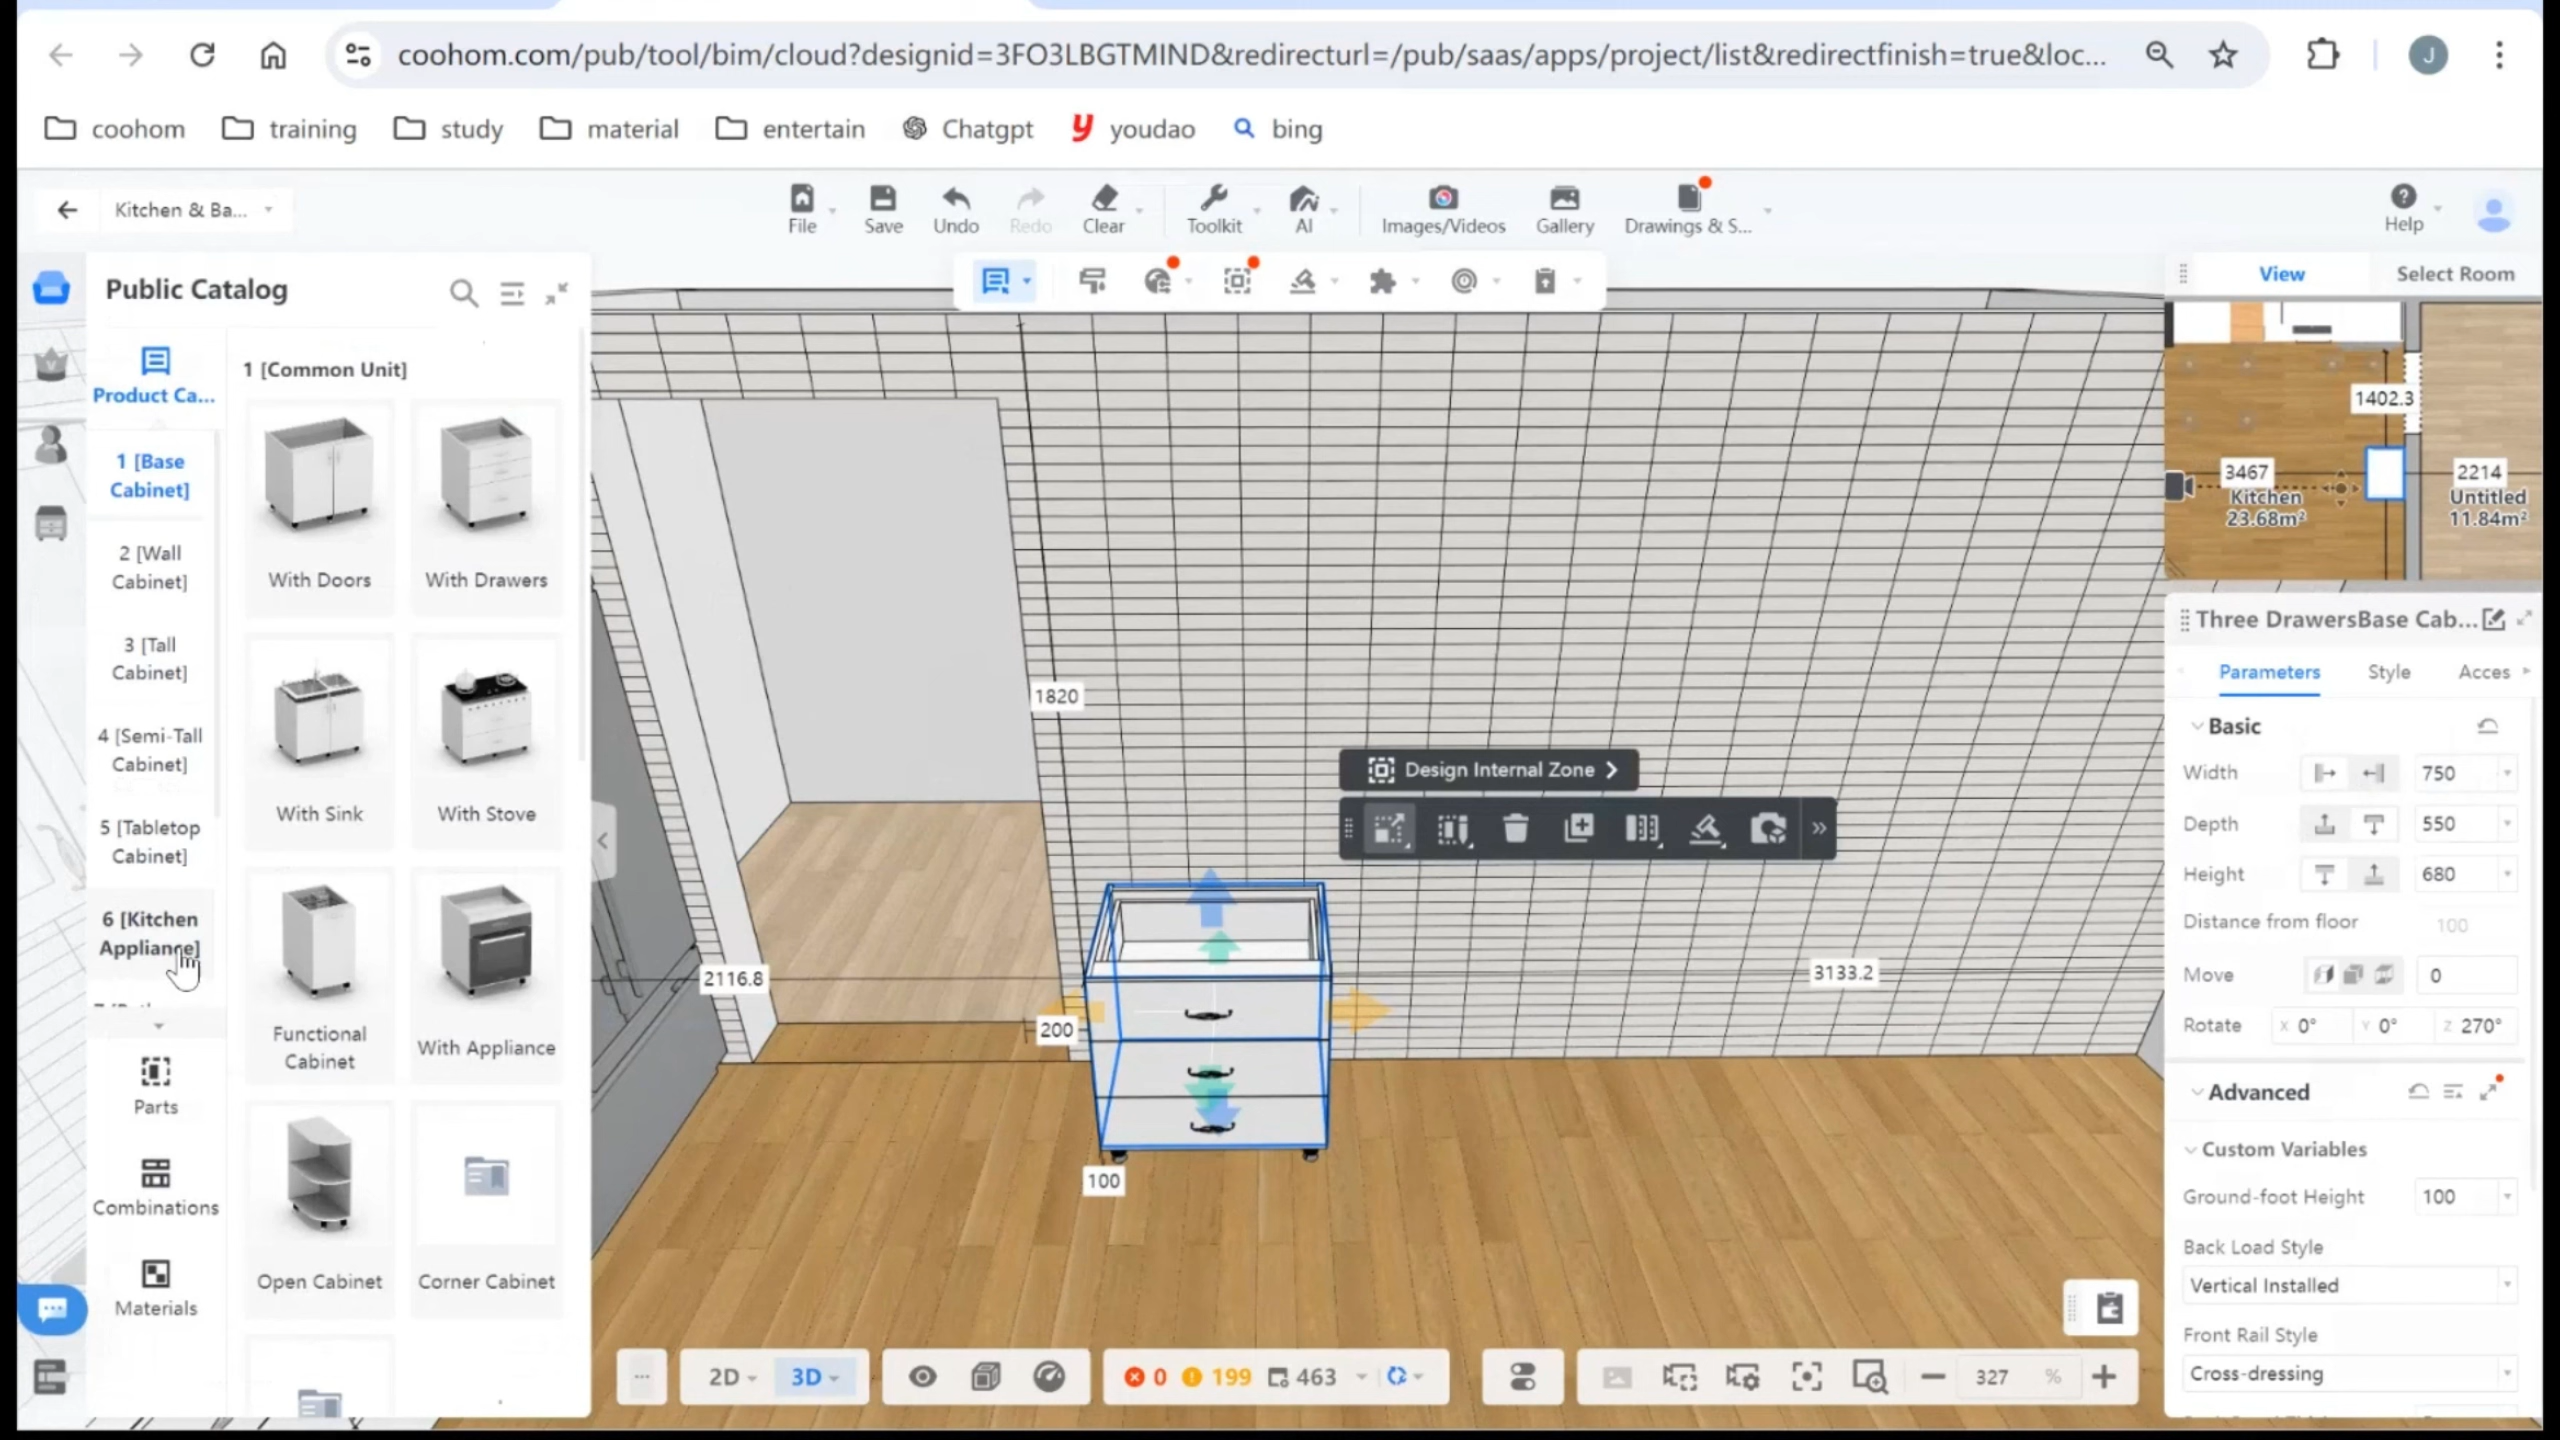 coohom.com/pub/tool/bim/cloud?designid=3FO3LBGTMIND&redirecturl=/pub/saas/apps/project/list&redirectfinish=true&loc...
J
coohom training study material entertain Chatgpt youdao bing
Kitchen & Ba...
File Save Undo Redo Clear Toolkit AI Images/Videos Gallery Drawings & S...
Help
Public Catalog
View Select Room
Product Ca...
1 [Base
Cabinet]
2 [Wall
Cabinet]
3 [Tall
Cabinet]
4 [Semi-Tall
Cabinet]
5 [Tabletop
Cabinet]
6 [Kitchen
Appliance]
Parts
Combinations
Materials
1 [Common Unit]
With Doors With Drawers
With Sink With Stove
Functional
Cabinet
With Appliance
Open Cabinet Corner Cabinet
1820
Design Internal Zone
2116.8
200
3133.2
100
1402.3
3467
Kitchen
23.68m²
2214
Untitled
11.84m²
Three DrawersBase Cab...
Parameters Style Acces
Basic
Width 750
Depth 550
Height 680
Distance from floor 100
Move 0
Rotate X 0° Y 0° Z 270°
Advanced
Custom Variables
Ground-foot Height 100
Back Load Style
Vertical Installed
Front Rail Style
Cross-dressing
2D 3D 0 199 463 327 %